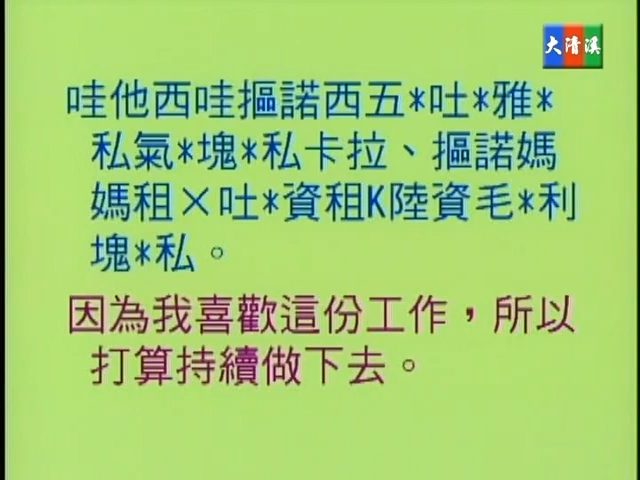 大清溪
哇他西哇摳諾西五*吐*雅*
私氣*塊*私卡拉、摳諾媽
媽租×吐*資租K陸資毛*利
塊*私。
因為我喜歡這份工作，所以
打算持續做下去。